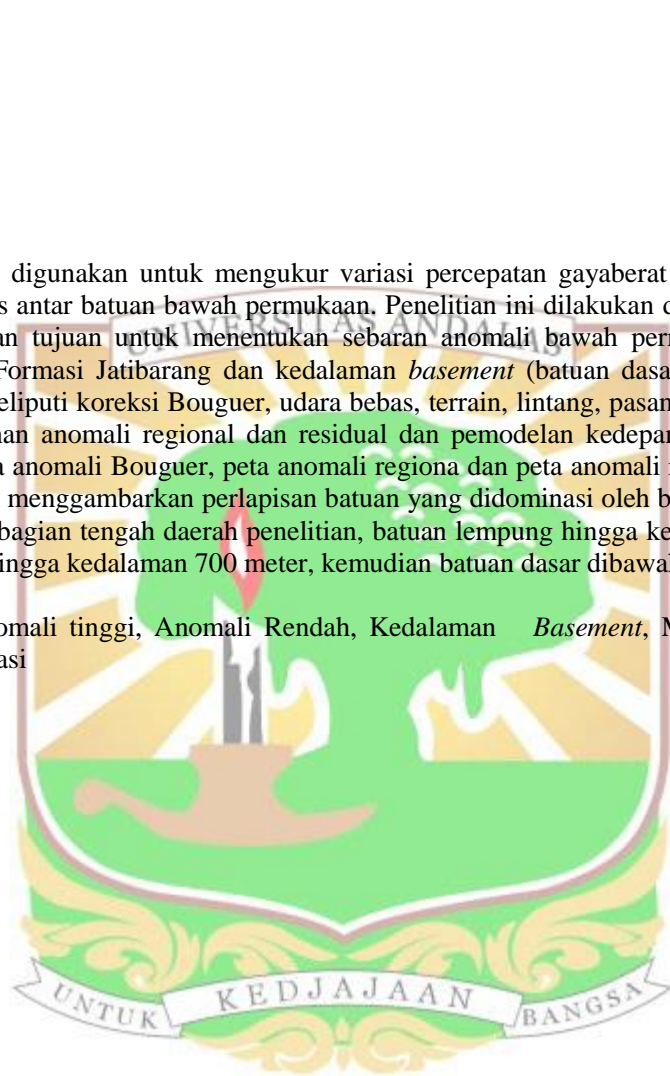 digunakan untuk mengukur variasi percepatan gayaberat
s antar batuan bawah permukaan. Penelitian ini dilakukan
an tujuan untuk menentukan sebaran anomali bawah per
Formasi Jatibarang dan kedalaman basement (batuan dasa
eliputi koreksi Bouguer, udara bebas, terrain, lintang, pasan
nan anomali regional dan residual dan pemodelan kedepan
a anomali Bouguer, peta anomali regiona dan peta anomali
menggambarkan perlapisan batuan yang didominasi oleh b
bagian tengah daerah penelitian, batuan lempung hingga ke
ingga kedalaman 700 meter, kemudian batuan dasar dibawa
omali tinggi, Anomali Rendah, Kedalaman Basement, M
asi
UNIVERSITAS ANDALAS
UNTUK KEDJAJAAN BANGSA